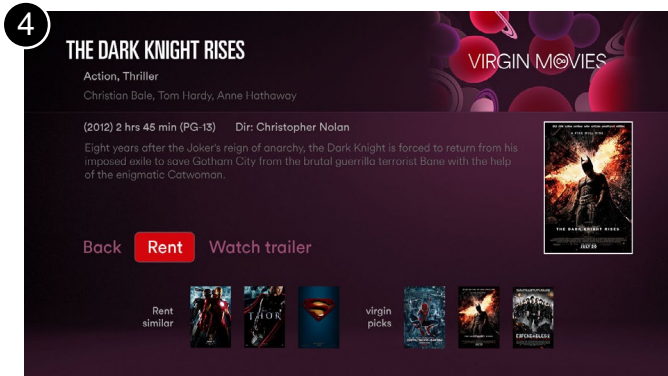 4
THE DARK KNIGHT RISES
Action, Thriller
Christian Bale, Tom Hardy, Anne Hathaway
VIRGIN MOVIES
(2012) 2 hrs 45 min (PG-13) Dir: Christopher Nolan
Eight years after the Joker's reign of anarchy, the Dark Knight is forced to return from his
imposed exile to save Gotham City from the brutal guerrilla terrorist Bane with the help
of the enigmatic Catwoman.
A FIRE WILL RISE
THE DARK KNIGHT RISES
JULY 20
Back Rent Watch trailer
Rent
similar
THOR
virgin
picks
EXPENDABLES 2